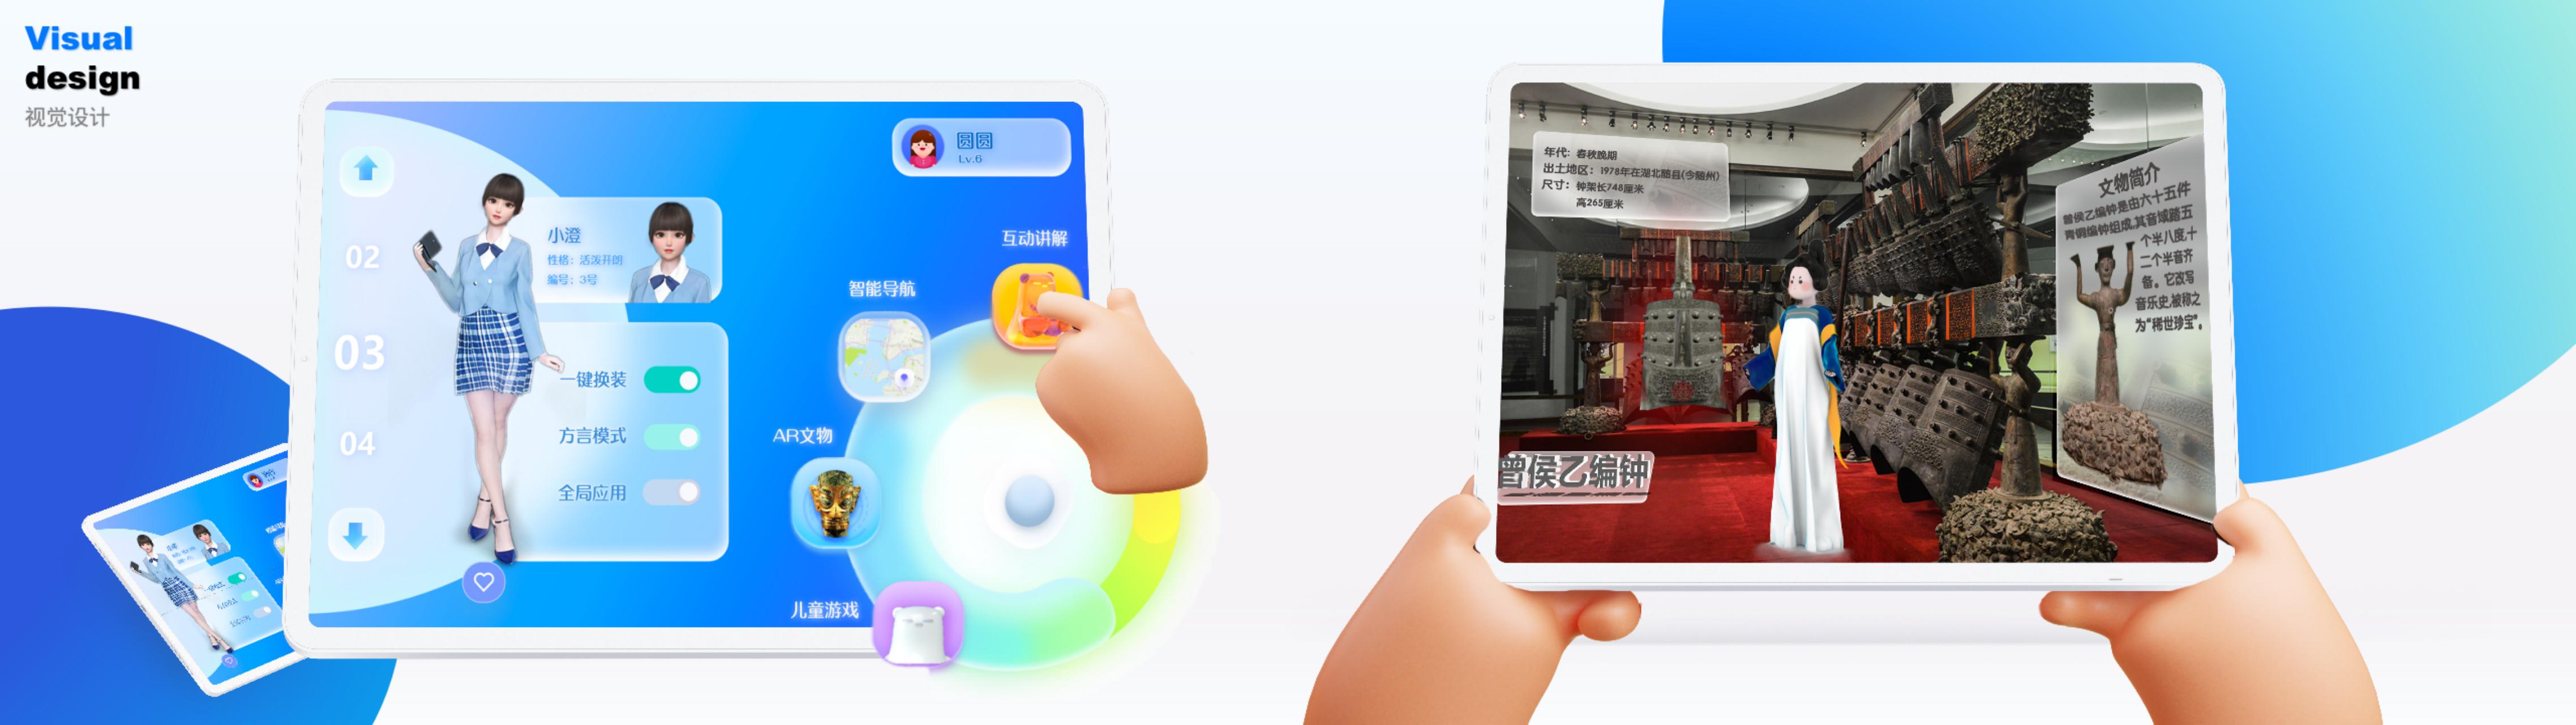 Visual
design
视觉设计
圆圆
Lv.6
02
03
04
小澄
性格：活泼开朗
编号：3号
一键换装
方言模式
全局应用
互动讲解
智能导航
AR文物
儿童游戏
年代：春秋晚期
出土地区：1978年在湖北随县(今随州)
尺寸：钟架长748厘米
高265厘米
曾侯乙编钟
文物简介
曾侯乙编钟是由六十五件
青铜编钟组成,其音域跨五
个半八度,十
二个半音齐
备。它改写
音乐史,被称之
为“稀世珍宝”。